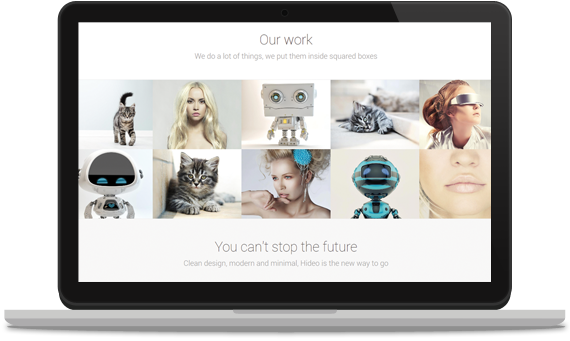 Our work
We do a lot of things, we put them inside squared boxes
You can't stop the future
Clean design, modern and minimal, Hideo is the new way to go